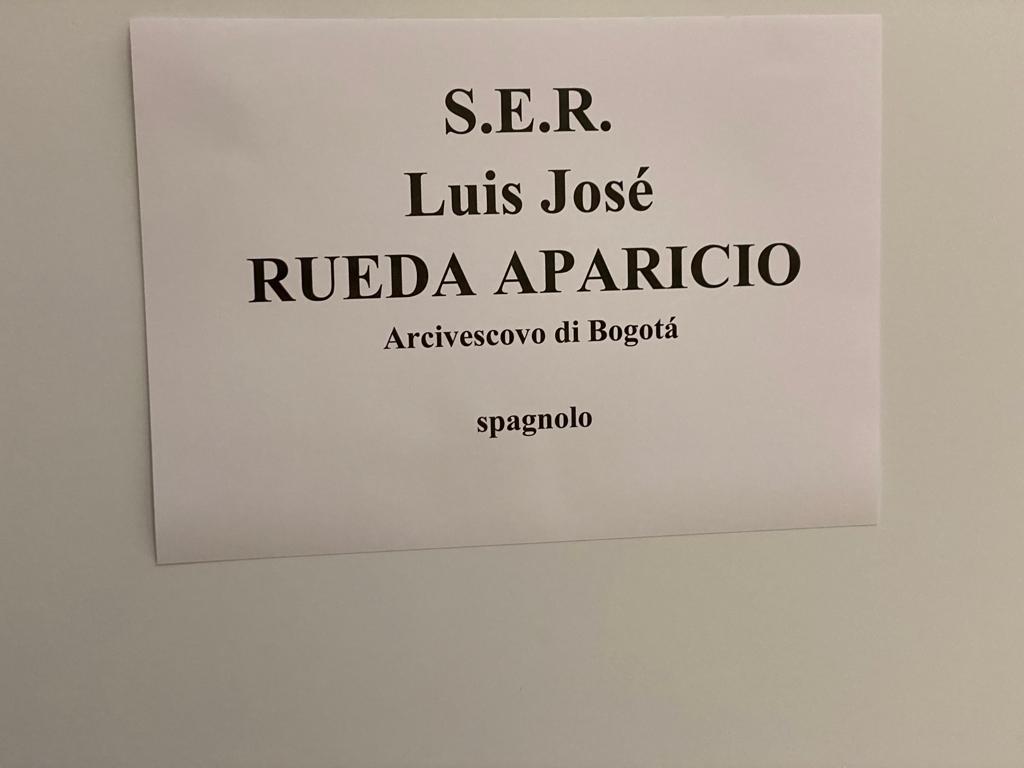 S.E.R.
Luis José
RUEDA APARICIO
Arcivescovo di Bogotá
spagnolo